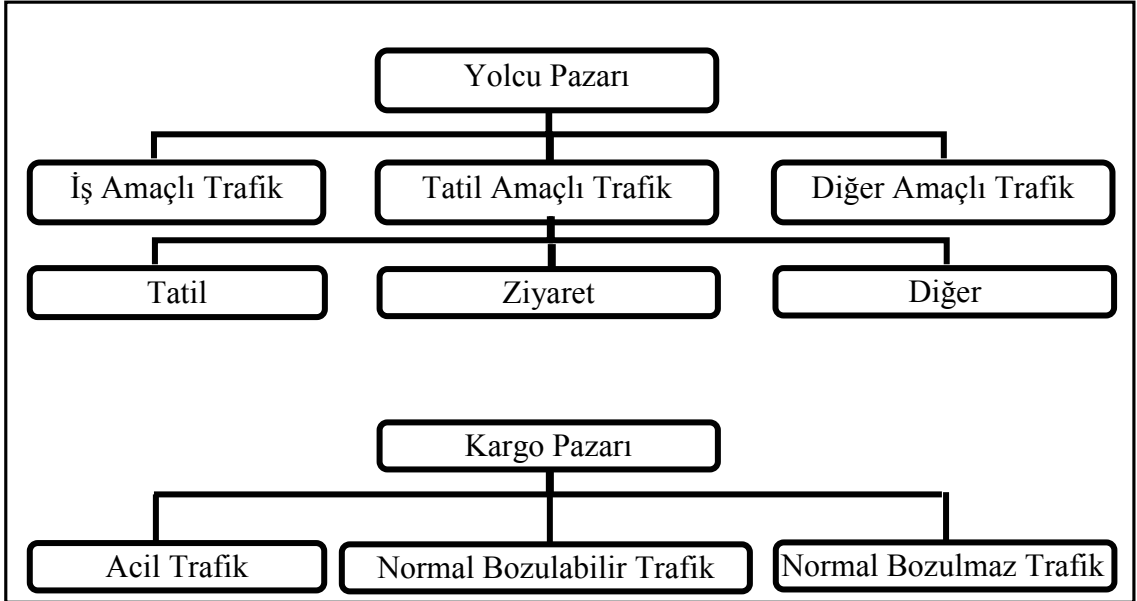 Yolcu Pazarı
İş Amaçlı Trafik
Tatil Amaçlı Trafik
Diğer Amaçlı Trafik
Tatil
Ziyaret
Diğer
Kargo Pazarı
Acil Trafik
Normal Bozulabilir Trafik
Normal Bozulmaz Trafik